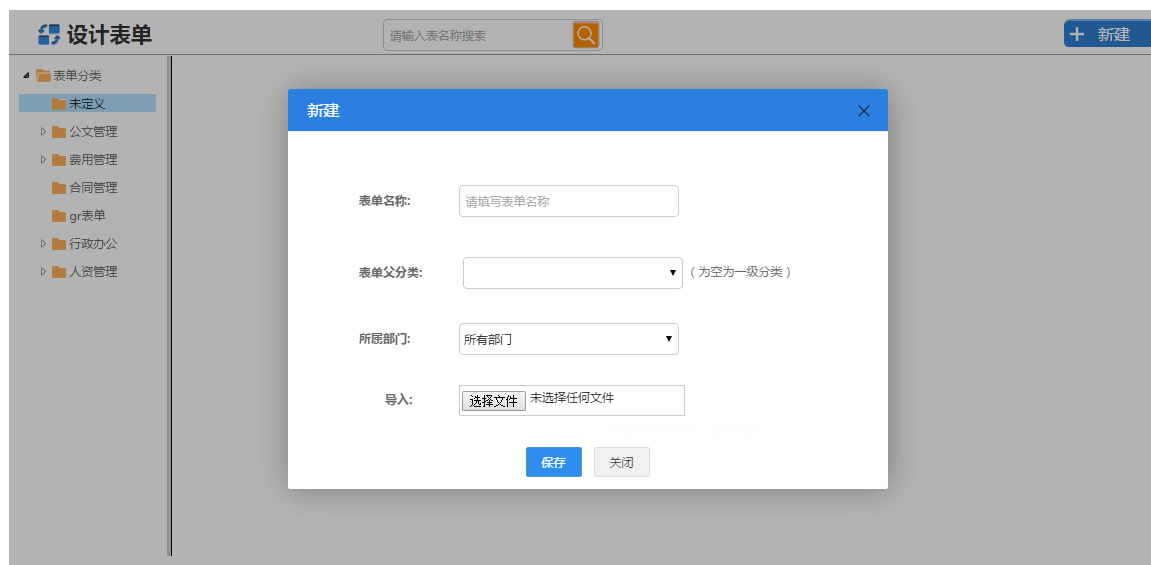 设计表单
请输入表名称搜索
新建
表单分类
未定义
公文管理
费用管理
合同管理
gr表单
行政办公
人资管理
新建
表单名称:
请填写表单名称
表单父分类:
(为空为一级分类)
所属部门:
所有部门
导入:
选择文件 未选择任何文件
保存
关闭